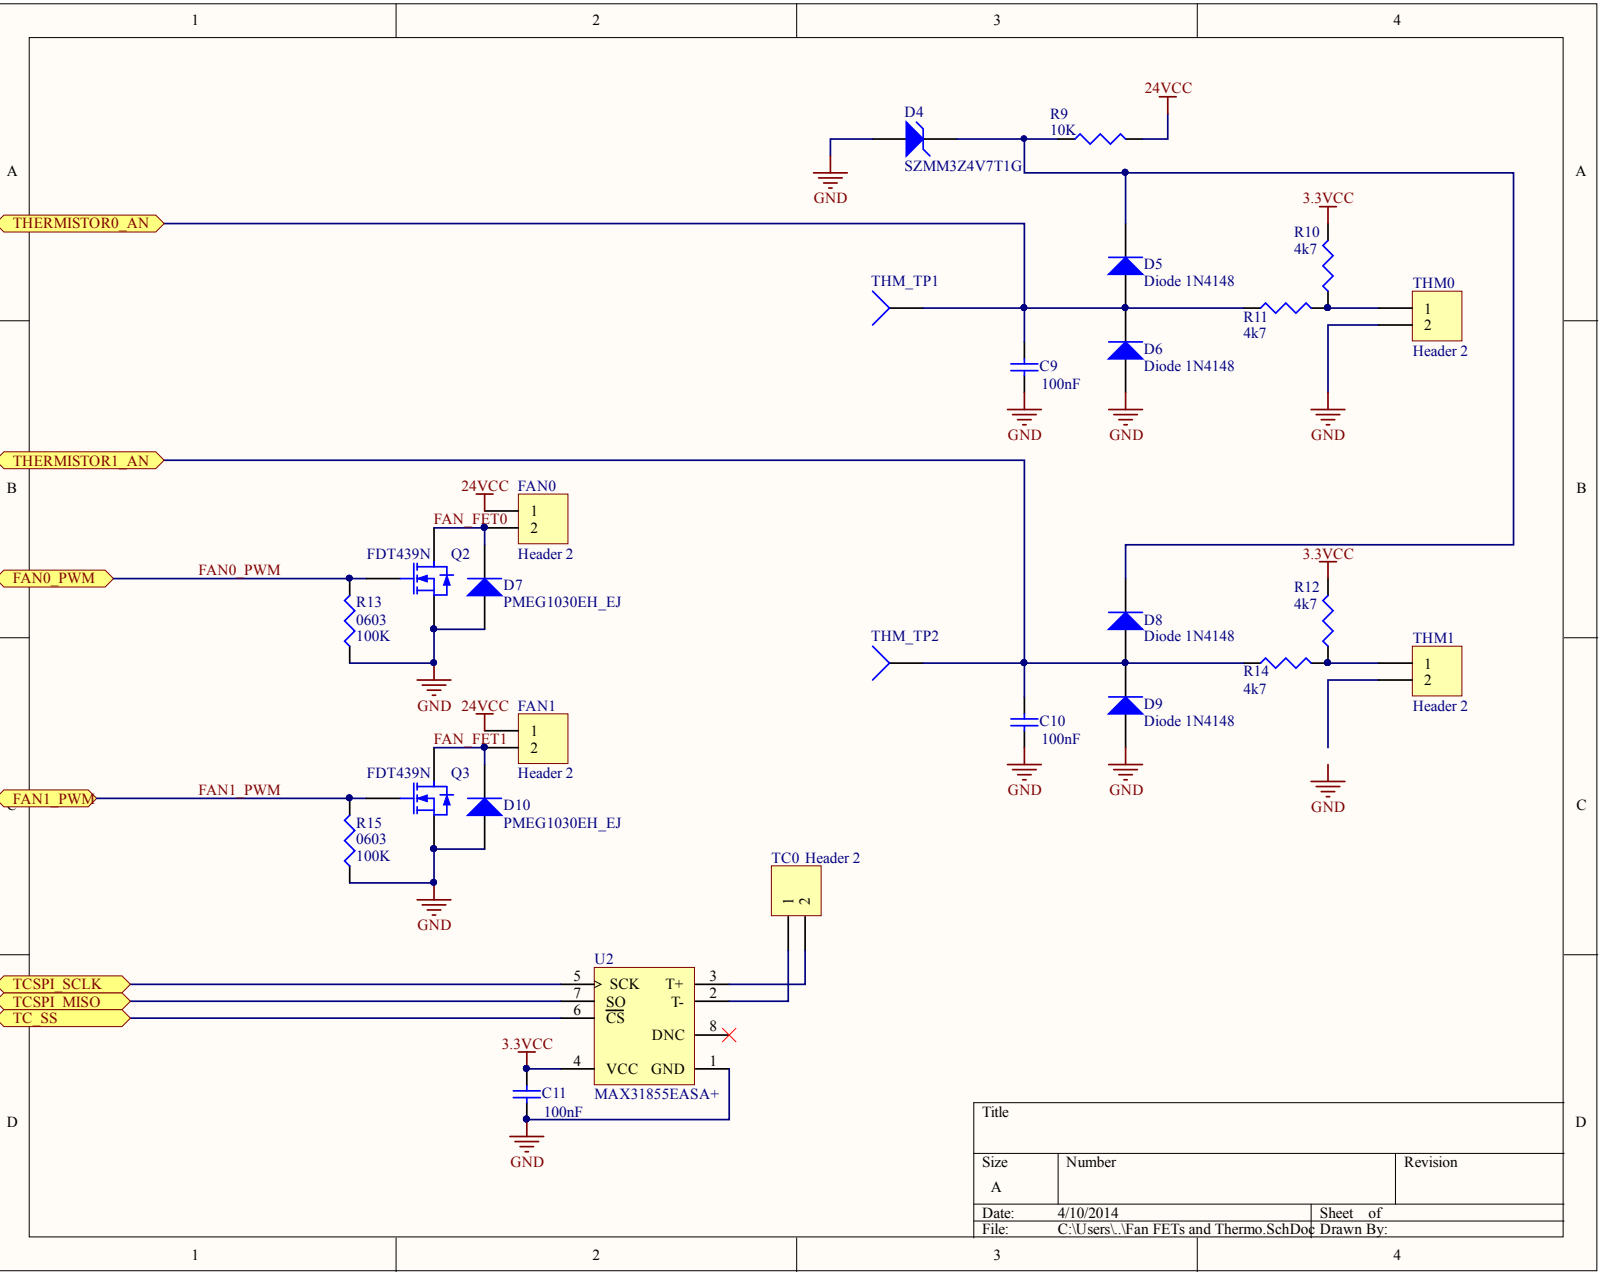 1
2
3
4
A
A
24VCC
D4
R9
10K
SZMM3Z4V7T1G
GND
THERMISTOR0_AN
3.3VCC
R10
4k7
THM_TP1
D5
Diode 1N4148
THM0
1
2
Header 2
R11
4k7
D6
Diode 1N4148
C9
100nF
GND
GND
GND
THERMISTOR1_AN
B
B
24VCC
FAN0
1
2
FAN_FET0
Header 2
FDT439N
Q2
FAN0_PWM
FAN0_PWM
D7
PMEG1030EH_EJ
R13
0603
100K
GND
3.3VCC
R12
4k7
THM_TP2
D8
Diode 1N4148
THM1
1
2
Header 2
R14
4k7
D9
Diode 1N4148
C10
100nF
GND
GND
GND
24VCC
FAN1
1
2
FAN_FET1
Header 2
FDT439N
Q3
FAN1_PWM
FAN1_PWM
C
C
D10
PMEG1030EH_EJ
R15
0603
100K
GND
TC0 Header 2
1
2
U2
TCSPI_SCLK
TCSPI_MISO
TC_SS
5
7
6
SCK
SO
CS
T+
T-
3
2
DNC
8
3.3VCC
4
VCC
GND
1
C11
100nF
MAX31855EASA+
GND
D
D
Title
Size
Number
Revision
A
Date:
4/10/2014
Sheet of
File:
C:\Users\..\Fan FETs and Thermo.SchDoc
Drawn By:
1
2
3
4